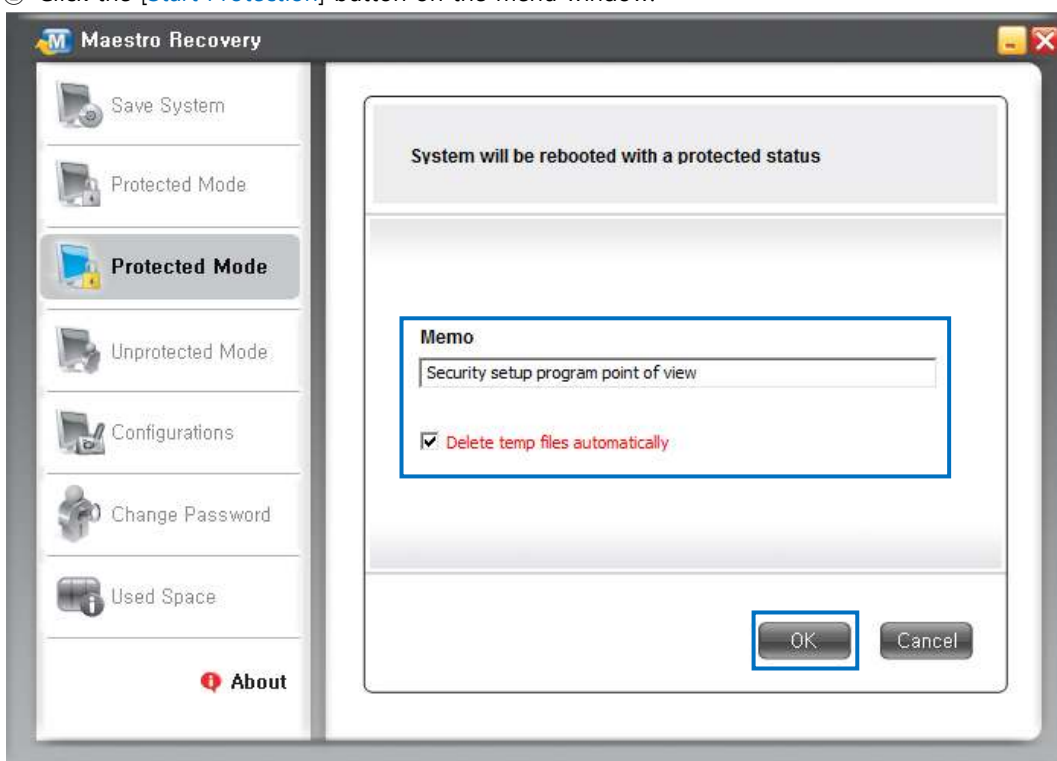 Click the [Start Protection] button on the menu window.
Maestro Recovery
Save System
Protected Mode
Protected Mode
Unprotected Mode
Configurations
Change Password
Used Space
About
System will be rebooted with a protected status
Memo
Security setup program point of view
Delete temp files automatically
OK
Cancel